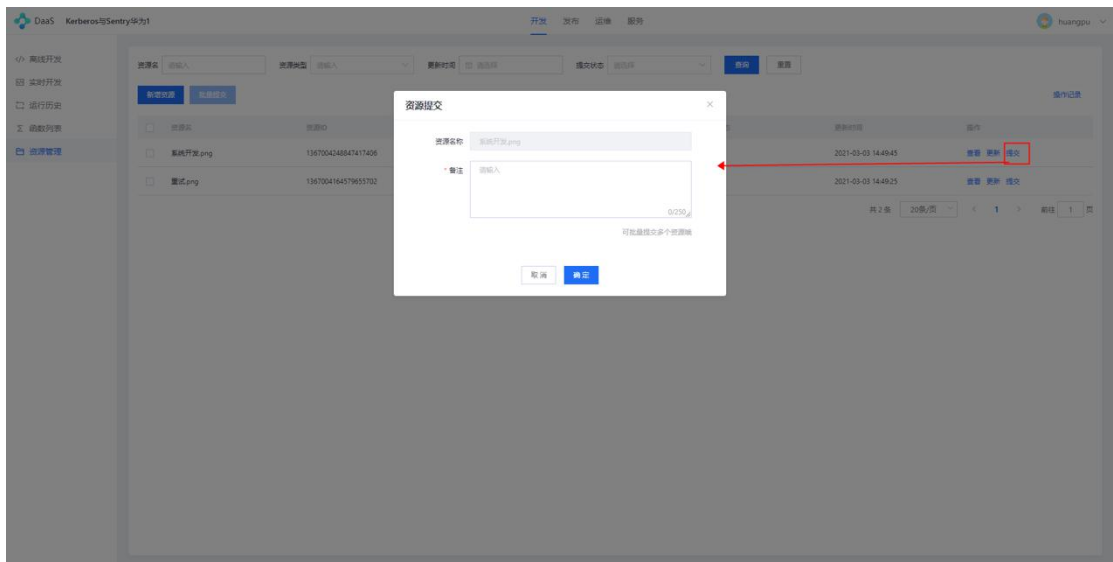 DaaS Kerberos与Sentry华为1 开发 发布 运维 服务 huangpu
离线开发
实时开发
运行历史
函数列表
资源管理
资源名 请输入 资源类型 请输入 更新时间 请选择 提交状态 请选择 查询 重置
新增资源 批量提交 操作记录
资源名 资源ID 更新时间 操作
系统开发.png 1367004248847417406 2021-03-03 14:49:45 查看 更新 提交
重试.png 1367004164579653702 2021-03-03 14:49:25 查看 更新 提交
共 2 条 20条/页 1 前往 1 页
资源提交
资源名称 系统开发.png
* 备注 请输入
0/250
可批量提交多个资源哦
取消 确定